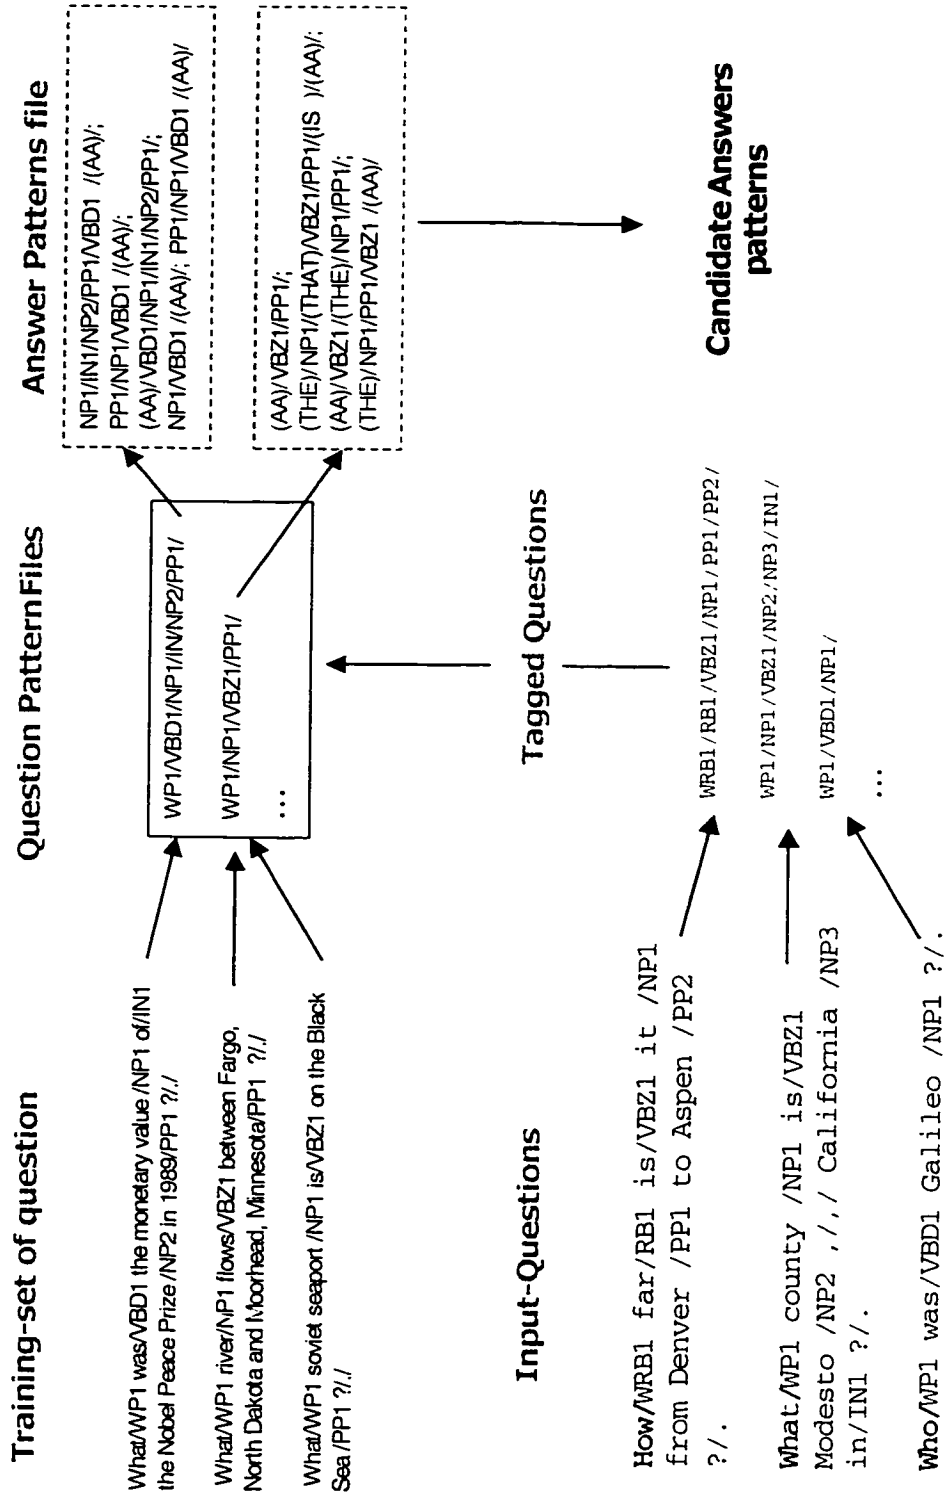 Training-set of question
What/WP1 was/VBD1 the monetary value /NP1 of/IN1
the Nobel Peace Prize /NP2 in 1989/PP1 ?/./
What/WP1 river/NP1 flows/VBZ1 between Fargo,
North Dakota and Moorhead, Minnesota/PP1 ?/./
What/WP1 soviet seaport /NP1 is/VBZ1 on the Black
Sea /PP1 ?/./
Question Pattern Files
WP1/VBD1/NP1/IN/NP2/PP1/
WP1/NP1/VBZ1/PP1/
...
Answer Patterns file
NP1/IN1/NP2/PP1/VBD1 /(AA)/;
PP1/NP1/VBD1 /(AA)/;
(AA)/VBD1/NP1/IN1/NP2/PP1/;
NP1/VBD1 /(AA)/; PP1/NP1/VBD1 /(AA)/
(AA)/VBZ1/PP1/;
(THE)/NP1/(THAT)/VBZ1/PP1/(IS )/(AA)/;
(AA)/VBZ1 /(THE)/NP1/PP1/;
(THE)/NP1/PP1/VBZ1 /(AA)/
Input-Questions
How/WRB1 far/RB1 is/VBZ1 it /NP1
from Denver /PP1 to Aspen /PP2
?/.
What/WP1 county /NP1 is/VBZ1
Modesto /NP2 ,/,/ California /NP3
in/IN1 ?/.
Who/WP1 was/VBD1 Galileo /NP1 ?/.
Tagged Questions
WRB1/RB1/VBZ1/NP1/PP1/PP2/
WP1/NP1/VBZ1/NP2/NP3/IN1/
WP1/VBD1/NP1/
...
Candidate Answers
patterns